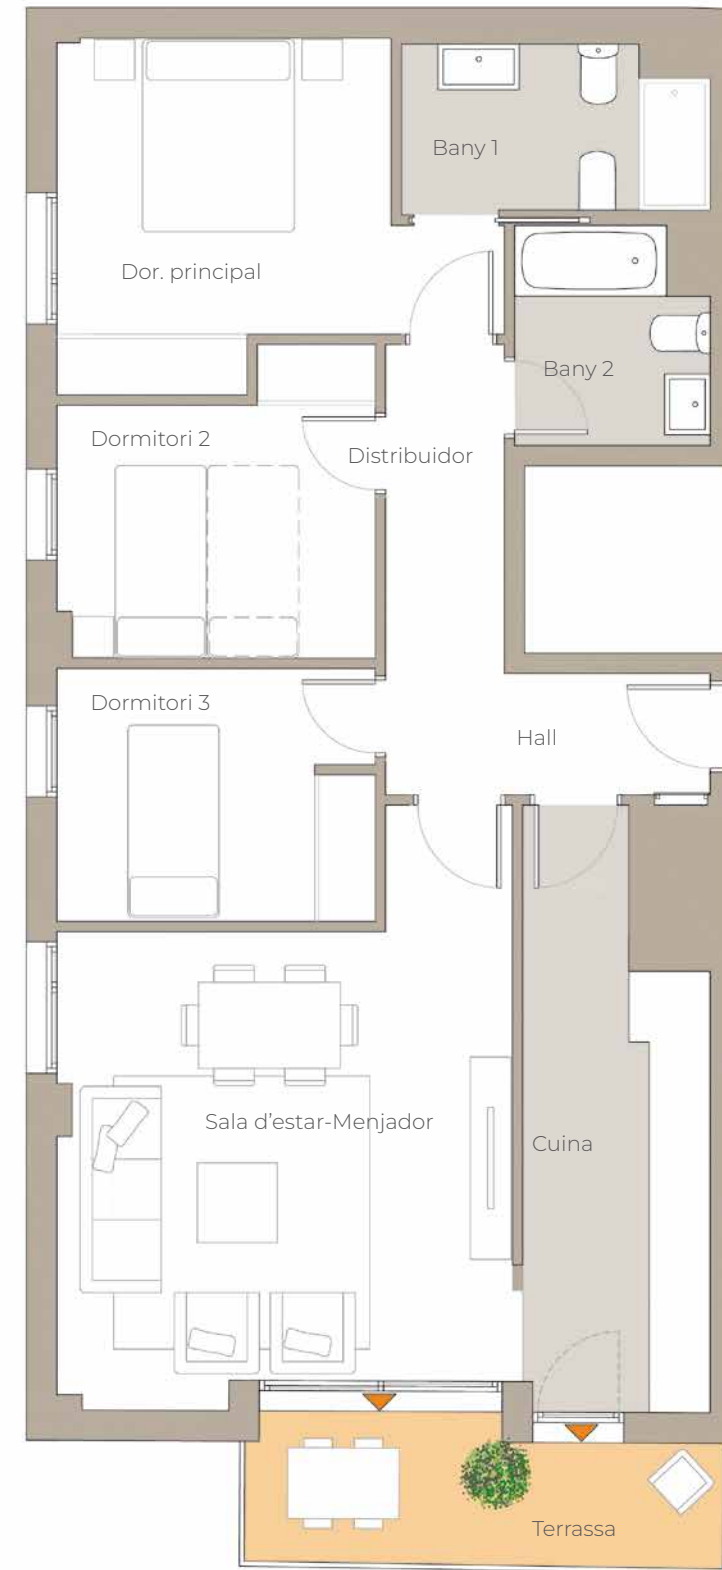 Bany 1
Dor. principal
Bany 2
Dormitori 2
Distribuidor
Dormitori 3
Hall
Sala d’estar-Menjador
Cuina
Terrassa